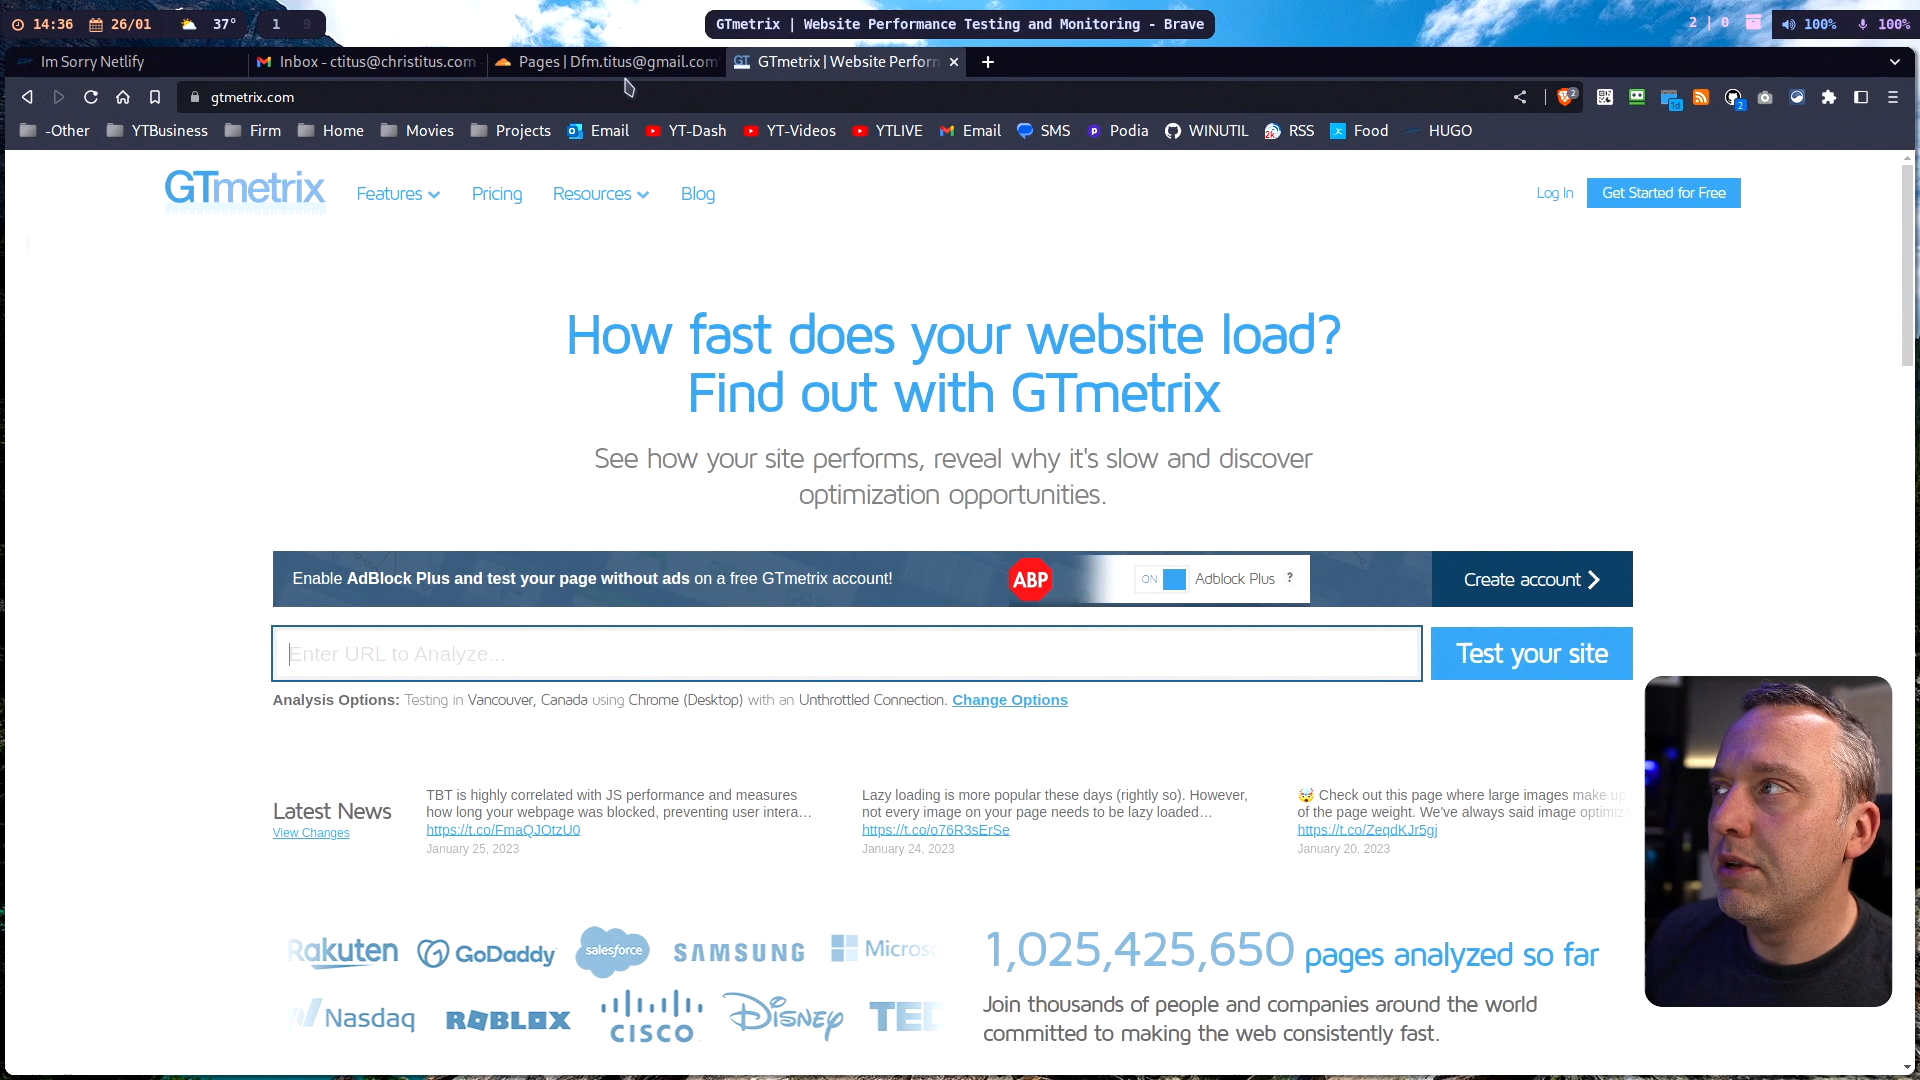 14:36 26/01 37° 1 9
GTmetrix | Website Performance Testing and Monitoring - Brave
2 | 0 100% 100%
Im Sorry Netlify
Inbox - ctitus@christitus.com
Pages | Dfm.titus@gmail.com'
GT GTmetrix | Website Perforn
gtmetrix.com
2 1d 2
-Other YTBusiness Firm Home Movies Projects Email YT-Dash YT-Videos YTLIVE Email SMS Podia WINUTIL RSS Food HUGO
GTmetrix Features Pricing Resources Blog
Log In Get Started for Free
How fast does your website load?
Find out with GTmetrix
See how your site performs, reveal why it's slow and discover
optimization opportunities.
Enable AdBlock Plus and test your page without ads on a free GTmetrix account!
ABP ON Adblock Plus ?
Create account
Enter URL to Analyze...
Test your site
Analysis Options: Testing in Vancouver, Canada using Chrome (Desktop) with an Unthrottled Connection. Change Options
Latest News
View Changes
TBT is highly correlated with JS performance and measures
how long your webpage was blocked, preventing user intera...
https://t.co/FmaQJOtzU0
January 25, 2023
Lazy loading is more popular these days (rightly so). However,
not every image on your page needs to be lazy loaded...
https://t.co/o76R3sErSe
January 24, 2023
🤯 Check out this page where large images make up
of the page weight. We've always said image optimiza
https://t.co/ZeqdKJr5gj
January 20, 2023
Rakuten GoDaddy salesforce SAMSUNG Microsc
Nasdaq ROBLOX CISCO Disney TED
1,025,425,650 pages analyzed so far
Join thousands of people and companies around the world
committed to making the web consistently fast.